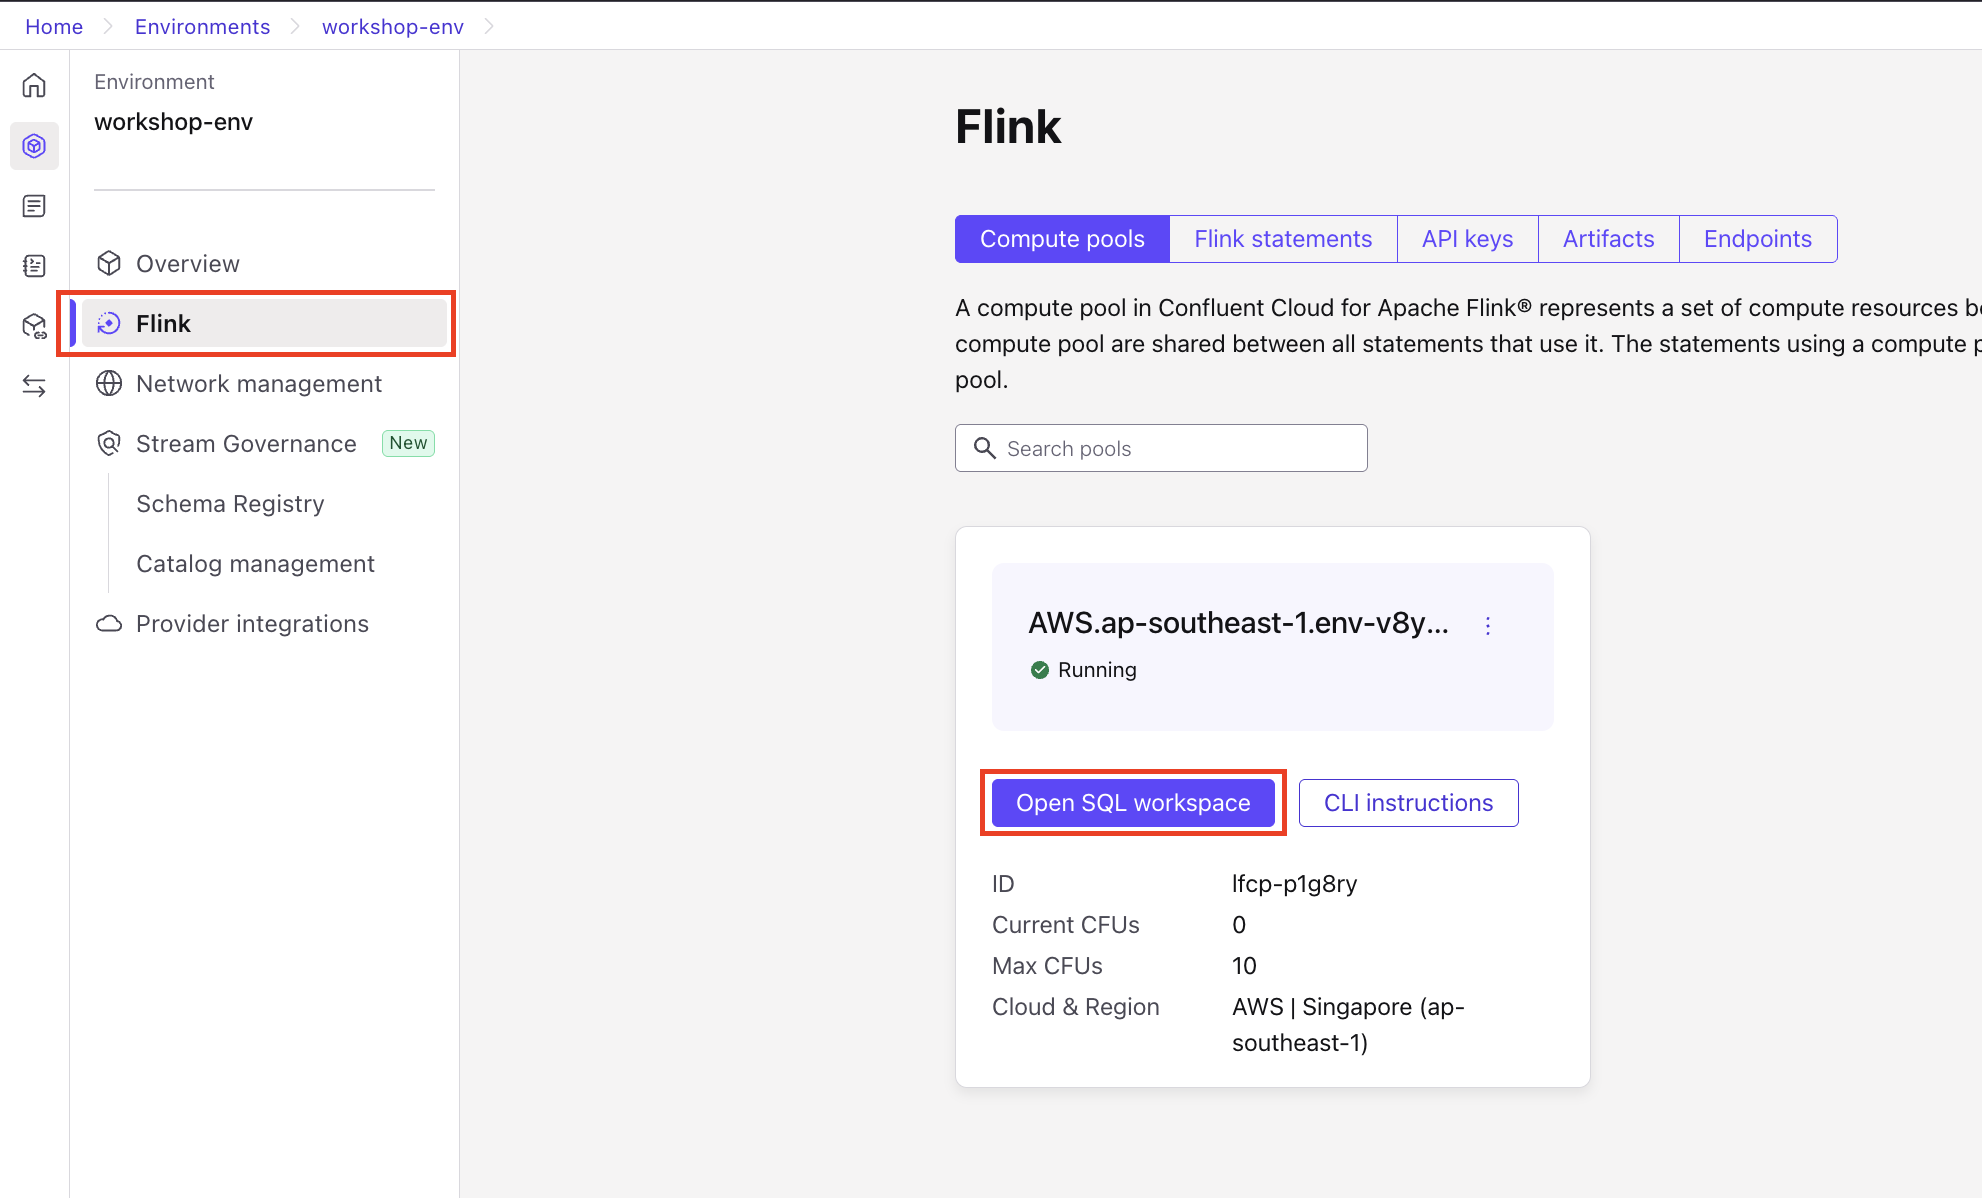 Home
Environments
workshop-env
Environment
workshop-env
Overview
Flink
Network management
Stream Governance New
Schema Registry
Catalog management
Provider integrations
Flink
Compute pools
Flink statements
API keys
Artifacts
Endpoints
A compute pool in Confluent Cloud for Apache Flink® represents a set of compute resources
compute pool are shared between all statements that use it. The statements using a compute
pool.
Search pools
AWS.ap-southeast-1.env-v8y...
Running
Open SQL workspace
CLI instructions
ID lfcp-p1g8ry
Current CFUs 0
Max CFUs 10
Cloud & Region AWS | Singapore (ap-
southeast-1)